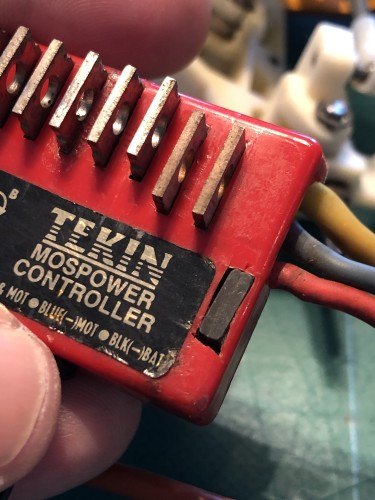 B
TEKIN
MOSPOWER
CONTROLLER
& MOT ● BLUE(-)MOT ● BLK(-)BAT